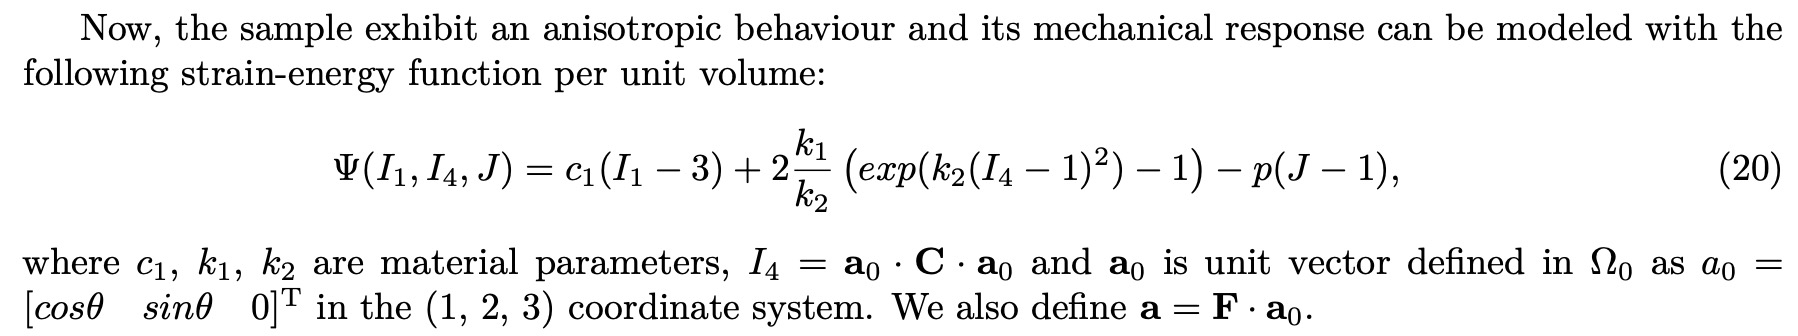 Now, the sample exhibit an anisotropic behaviour and its mechanical response can be modeled with the
following strain-energy function per unit volume:
Ψ(I₁, I₄, J) = c₁(I₁ − 3) + 2 k₁/k₂ (exp(k₂(I₄ − 1)²) − 1) − p(J − 1), (20)
where c₁, k₁, k₂ are material parameters, I₄ = a₀ · C · a₀ and a₀ is unit vector defined in Ω₀ as a₀ =
[cosθ sinθ 0]ᵀ in the (1, 2, 3) coordinate system. We also define a = F · a₀.